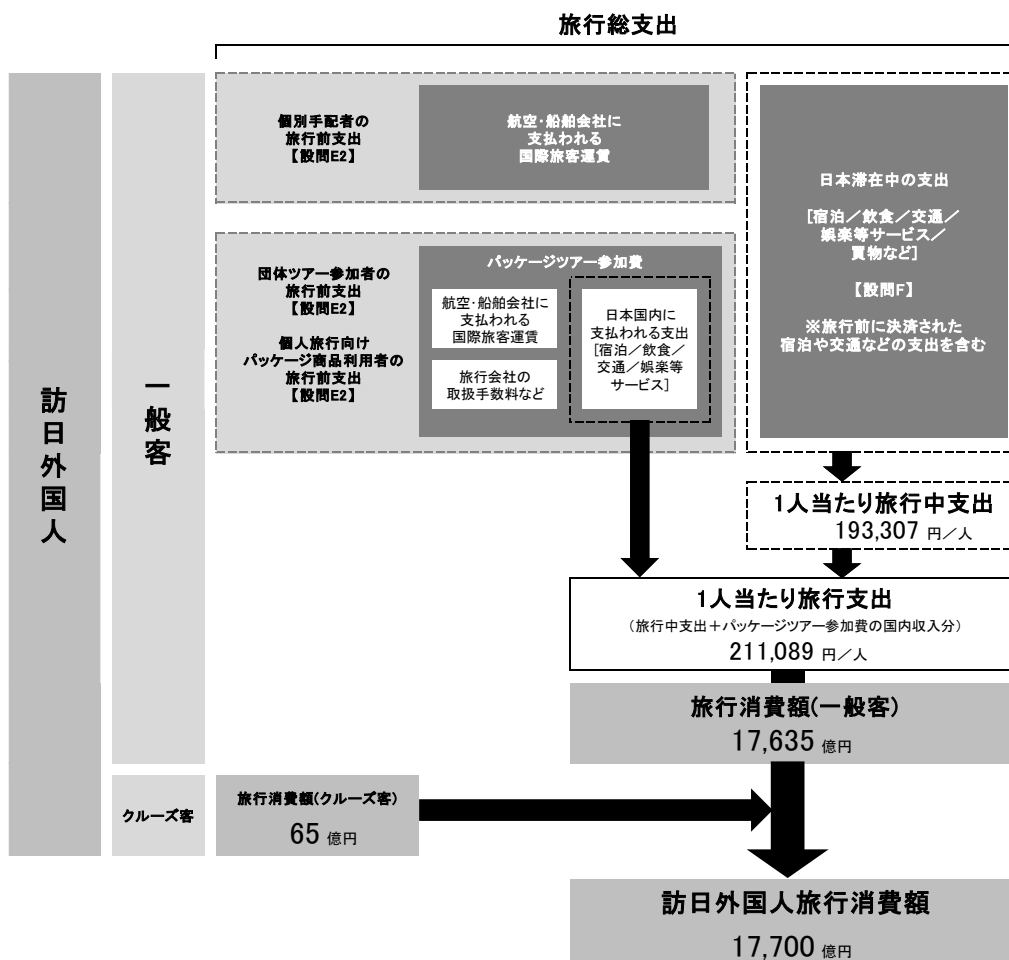 旅行総支出
訪日外国人
一般客
個別手配者の
旅行前支出
【設問E2】
航空・船舶会社に
支払われる
国際旅客運賃
団体ツアー参加者の
旅行前支出
【設問E2】
個人旅行向け
パッケージ商品利用者の
旅行前支出
【設問E2】
パッケージツアー参加費
航空・船舶会社に
支払われる
国際旅客運賃
旅行会社の
取扱手数料など
日本国内に
支払われる支出
[宿泊／飲食／
交通／娯楽等
サービス]
日本滞在中の支出
[宿泊／飲食／交通／
娯楽等サービス／
買物など]
【設問F】
※旅行前に決済された
宿泊や交通などの支出を含む
1人当たり旅行中支出
193,307 円／人
1人当たり旅行支出
（旅行中支出＋パッケージツアー参加費の国内収入分）
211,089 円／人
旅行消費額(一般客)
17,635 億円
クルーズ客
旅行消費額(クルーズ客)
65 億円
訪日外国人旅行消費額
17,700 億円